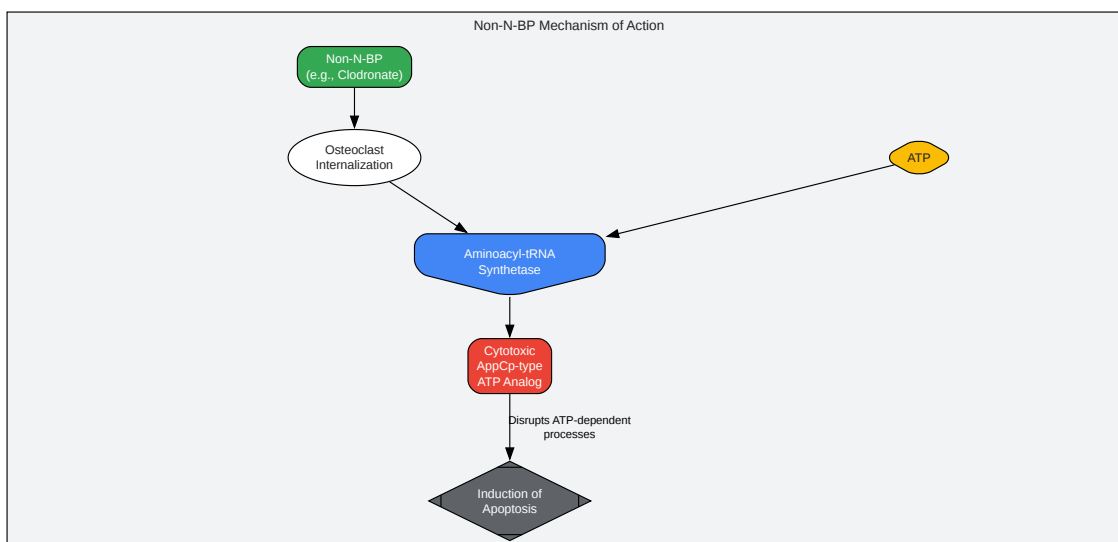 Non-N-BP Mechanism of Action
Non-N-BP
(e.g., Clodronate)
Osteoclast
Internalization
ATP
Aminoacyl-tRNA
Synthetase
Cytotoxic
AppCp-type
ATP Analog
Disrupts ATP-dependent
processes
Induction of
Apoptosis